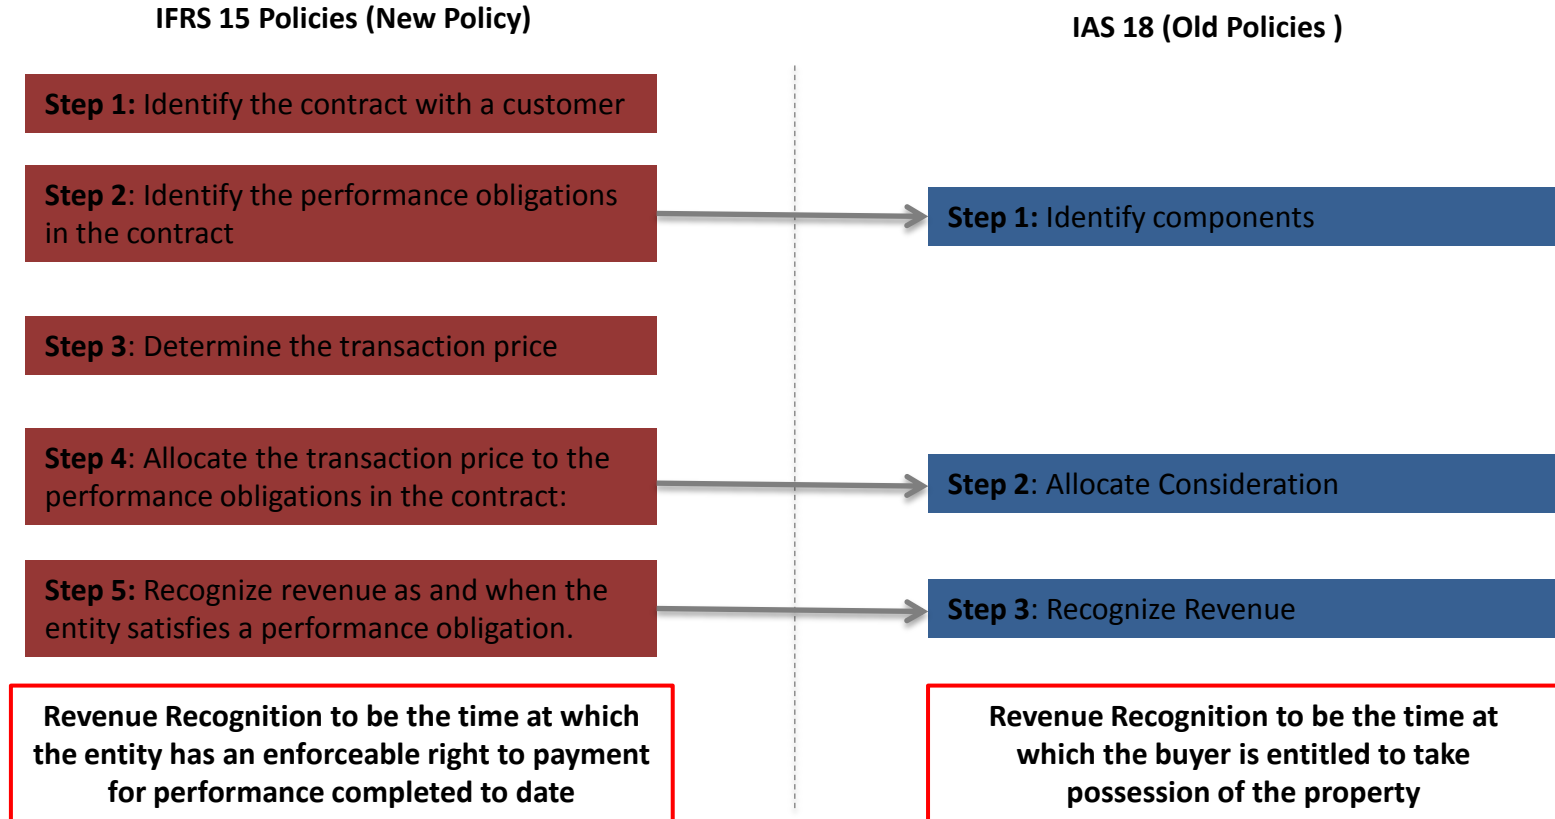 IFRS 15 Policies (New Policy)
Step 1: Identify the contract with a customer
Step 2: Identify the performance obligations
in the contract
Step 3: Determine the transaction price
Step 4: Allocate the transaction price to the
performance obligations in the contract:
Step 5: Recognize revenue as and when the
entity satisfies a performance obligation.
Revenue Recognition to be the time at which
the entity has an enforceable right to payment
for performance completed to date
IAS 18 (Old Policies )
Step 1: Identify components
Step 2: Allocate Consideration
Step 3: Recognize Revenue
Revenue Recognition to be the time at
which the buyer is entitled to take
possession of the property